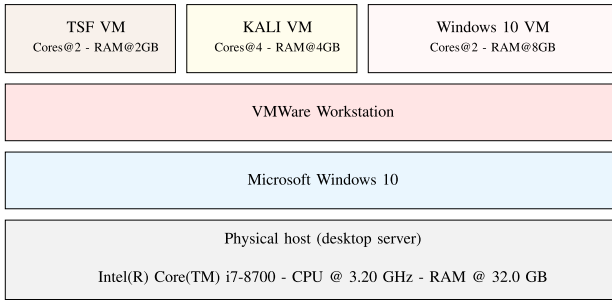 TSF VM
Cores@2 - RAM@2GB
KALI VM
Cores@4 - RAM@4GB
Windows 10 VM
Cores@2 - RAM@8GB
VMWare Workstation
Microsoft Windows 10
Physical host (desktop server)
Intel(R) Core(TM) i7-8700 - CPU @ 3.20 GHz - RAM @ 32.0 GB